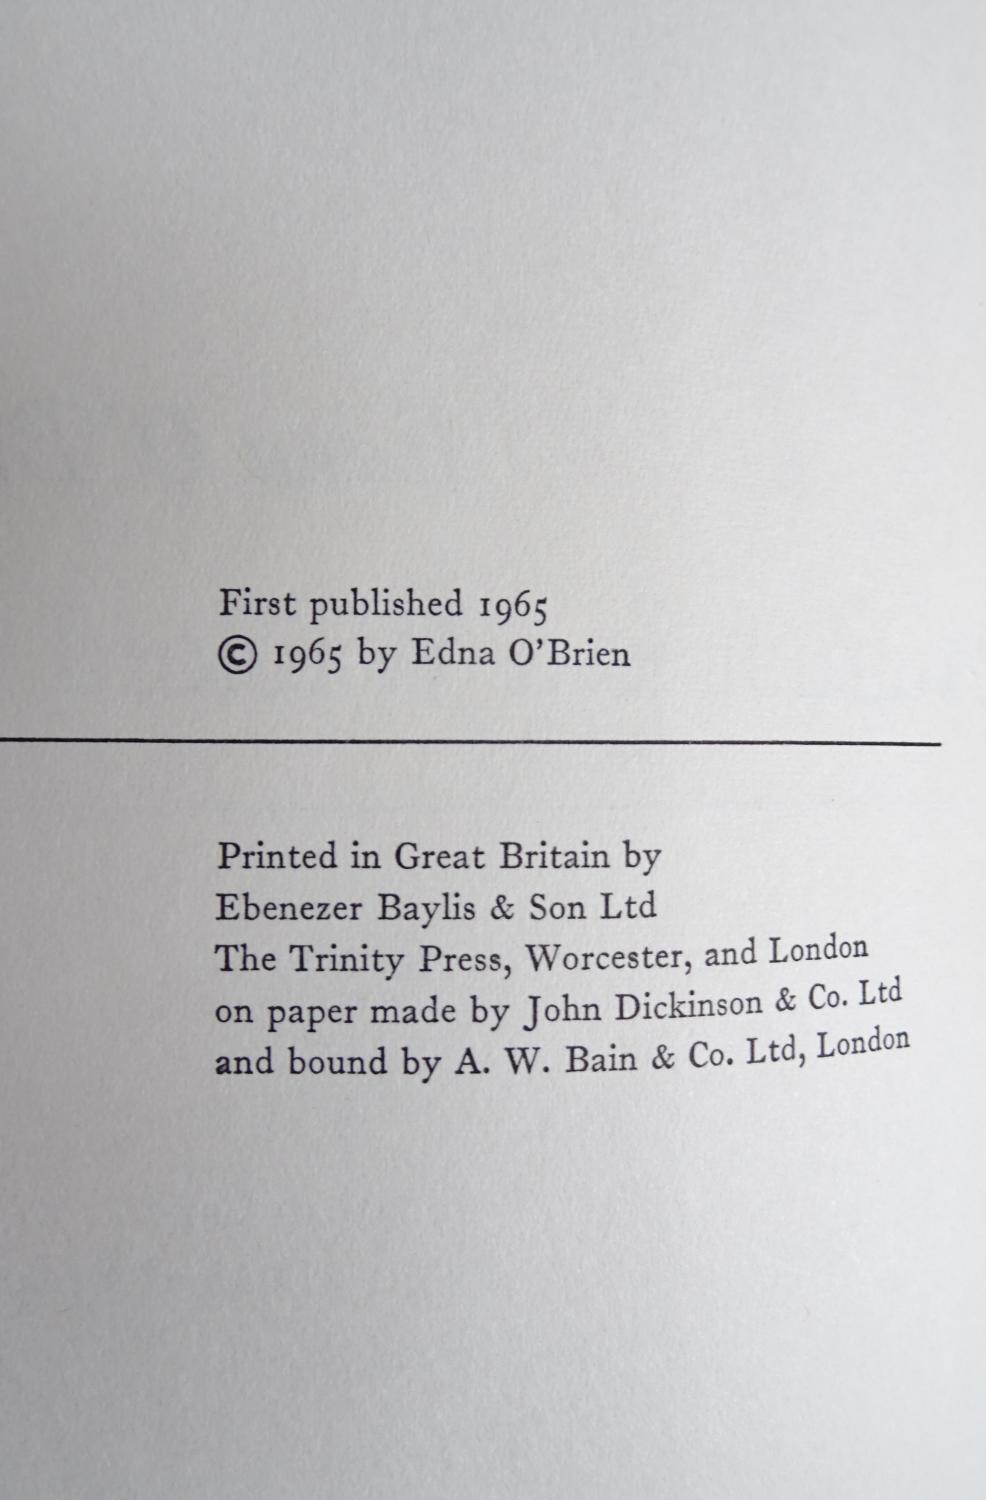 First published 1965
© 1965 by Edna O'Brien
Printed in Great Britain by
Ebenezer Baylis & Son Ltd
The Trinity Press, Worcester, and London
on paper made by John Dickinson & Co. Ltd
and bound by A. W. Bain & Co. Ltd, London